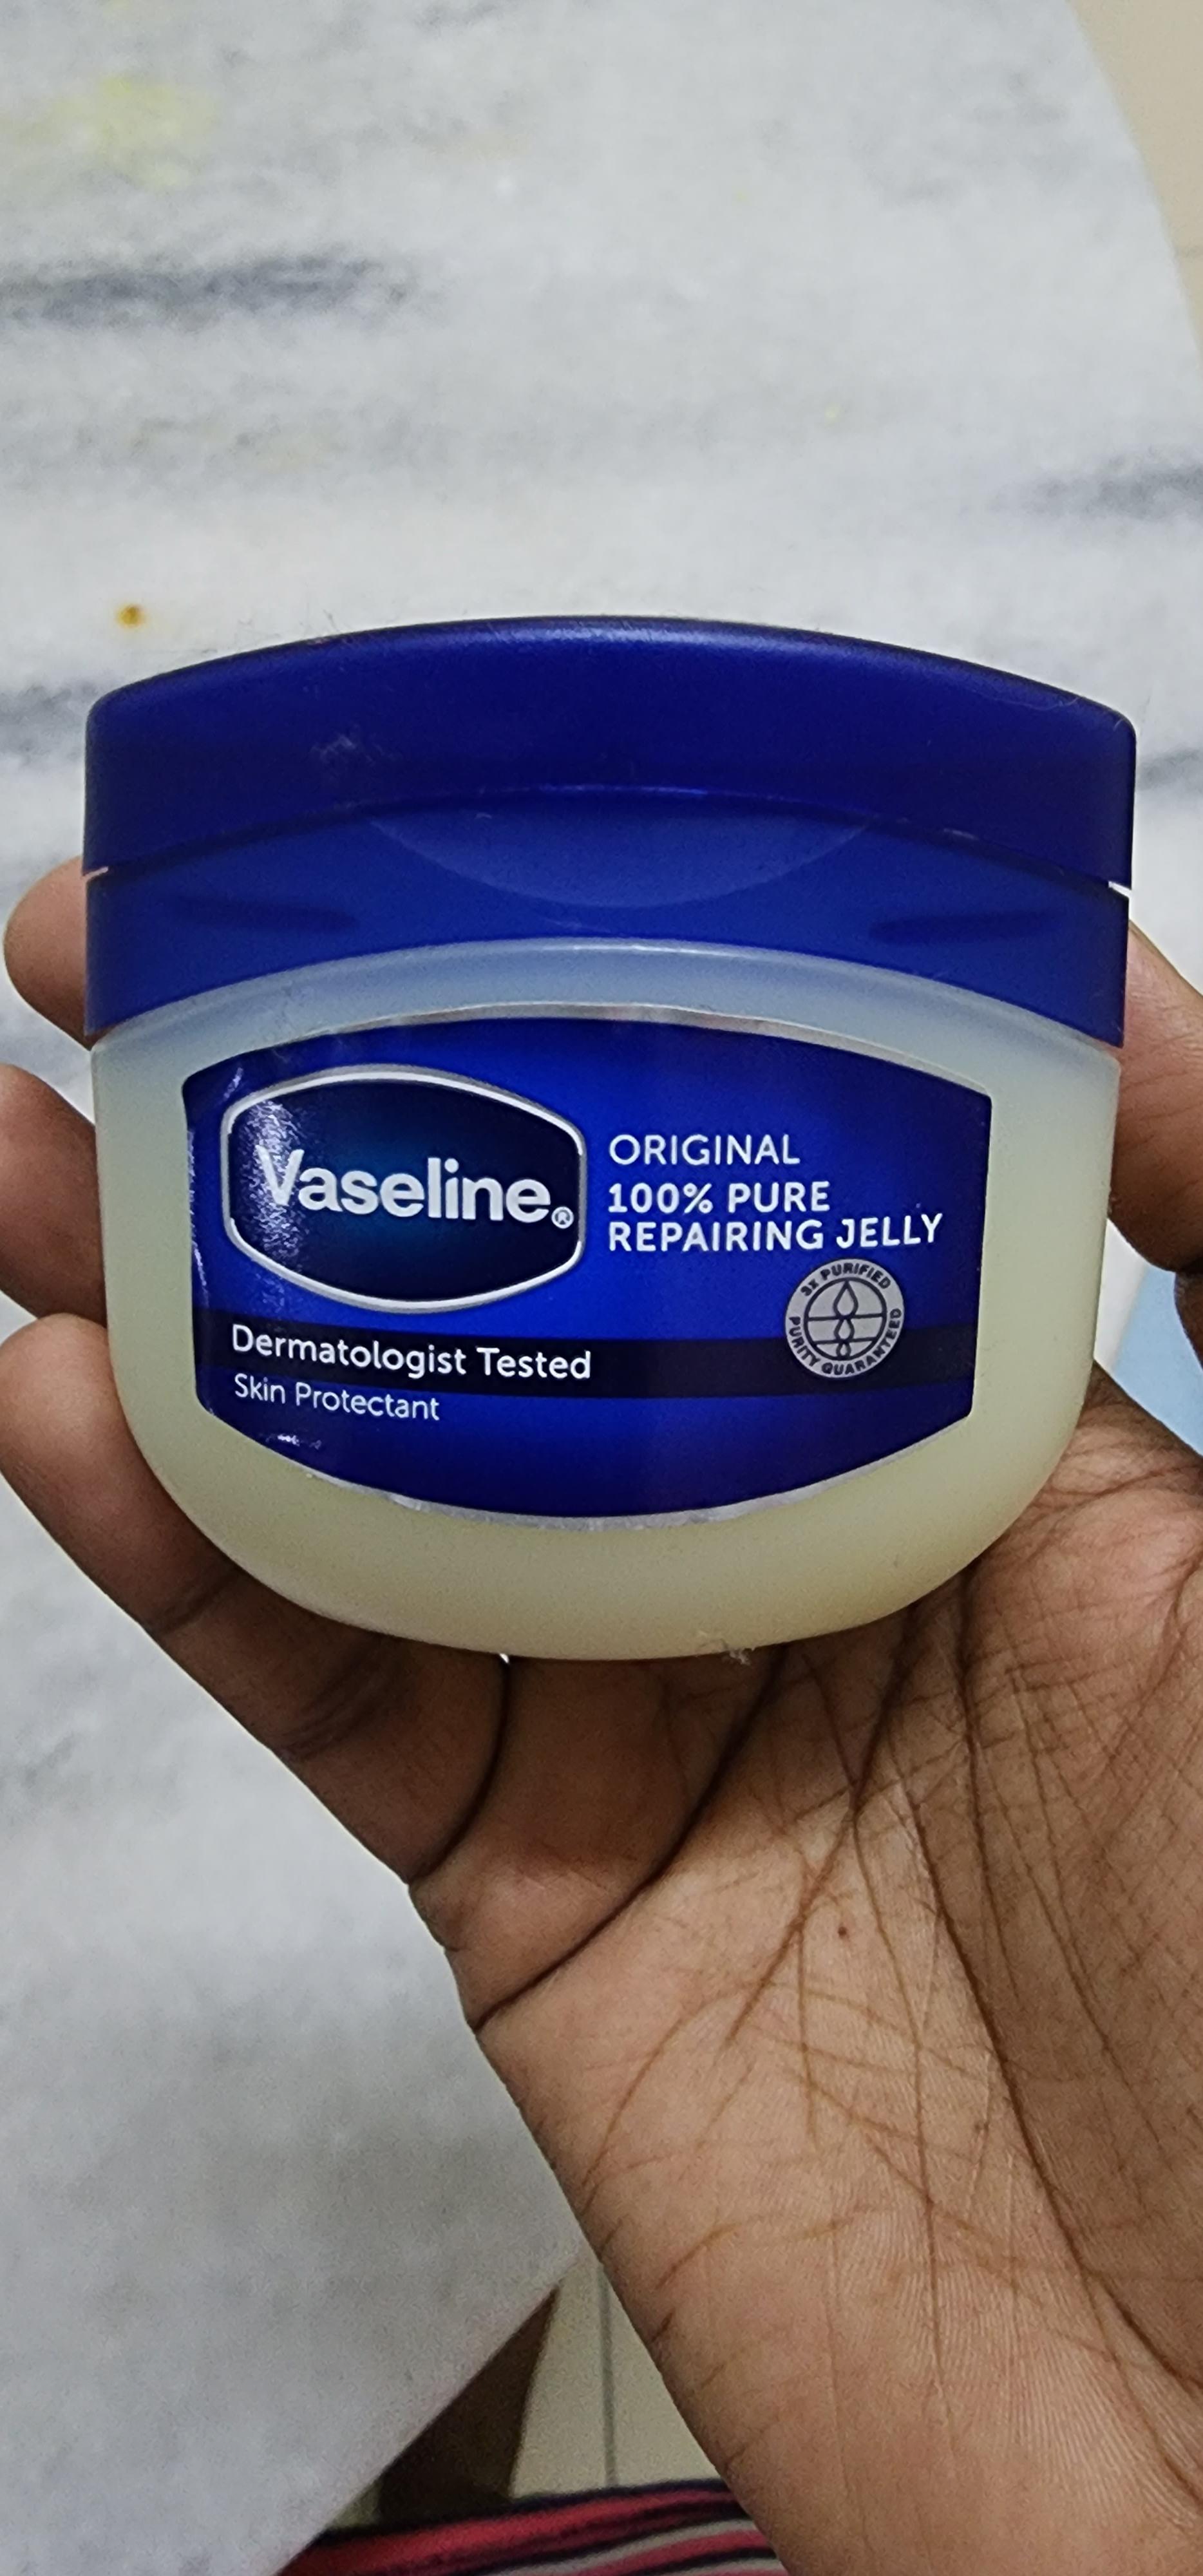 Vaseline®
ORIGINAL
100% PURE
REPAIRING JELLY
3x PURIFIED
PURITY GUARANTEED
Dermatologist Tested
Skin Protectant